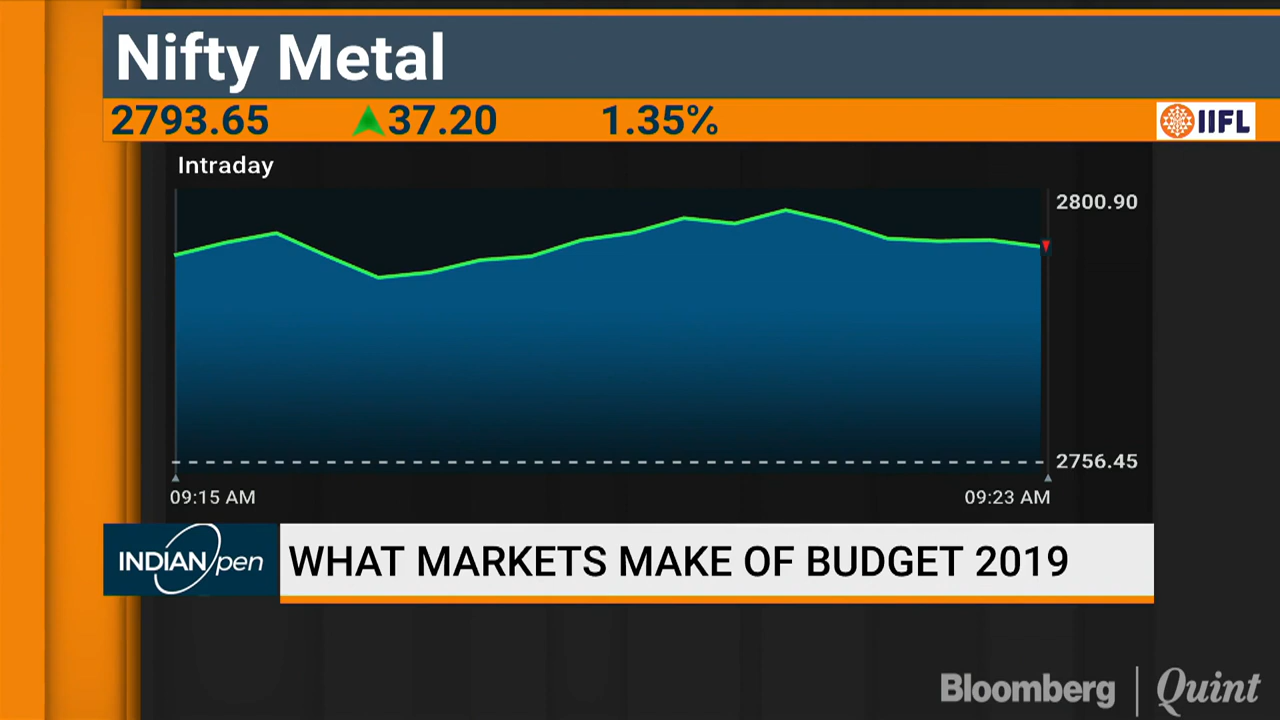 Nifty Metal
2793.65 37.20 1.35%
IIFL
Intraday
2800.90
2756.45
09:15 AM 09:23 AM
INDIAN Open
WHAT MARKETS MAKE OF BUDGET 2019
Bloomberg | Quint